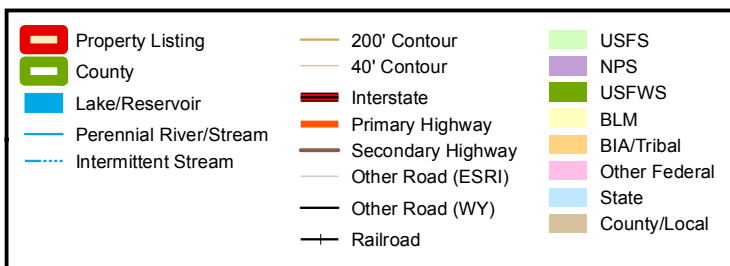 Property Listing
County
Lake/Reservoir
Perennial River/Stream
Intermittent Stream
200' Contour
40' Contour
Interstate
Primary Highway
Secondary Highway
Other Road (ESRI)
Other Road (WY)
Railroad
USFS
NPS
USFWS
BLM
BIA/Tribal
Other Federal
State
County/Local